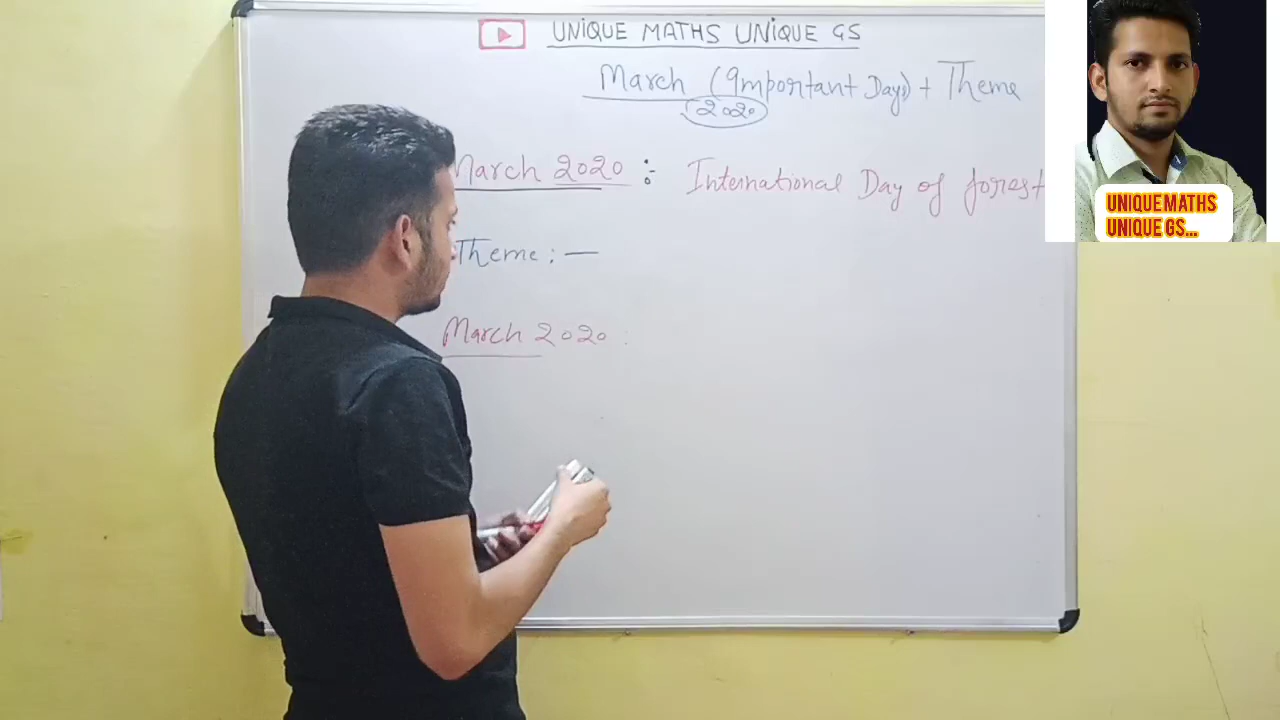 UNIQUE MATHS UNIQUE GS
March (Important Days) + Theme
2020
March 2020 : International Day of forest
Theme : —
March 2020 :
UNIQUE MATHS
UNIQUE GS...